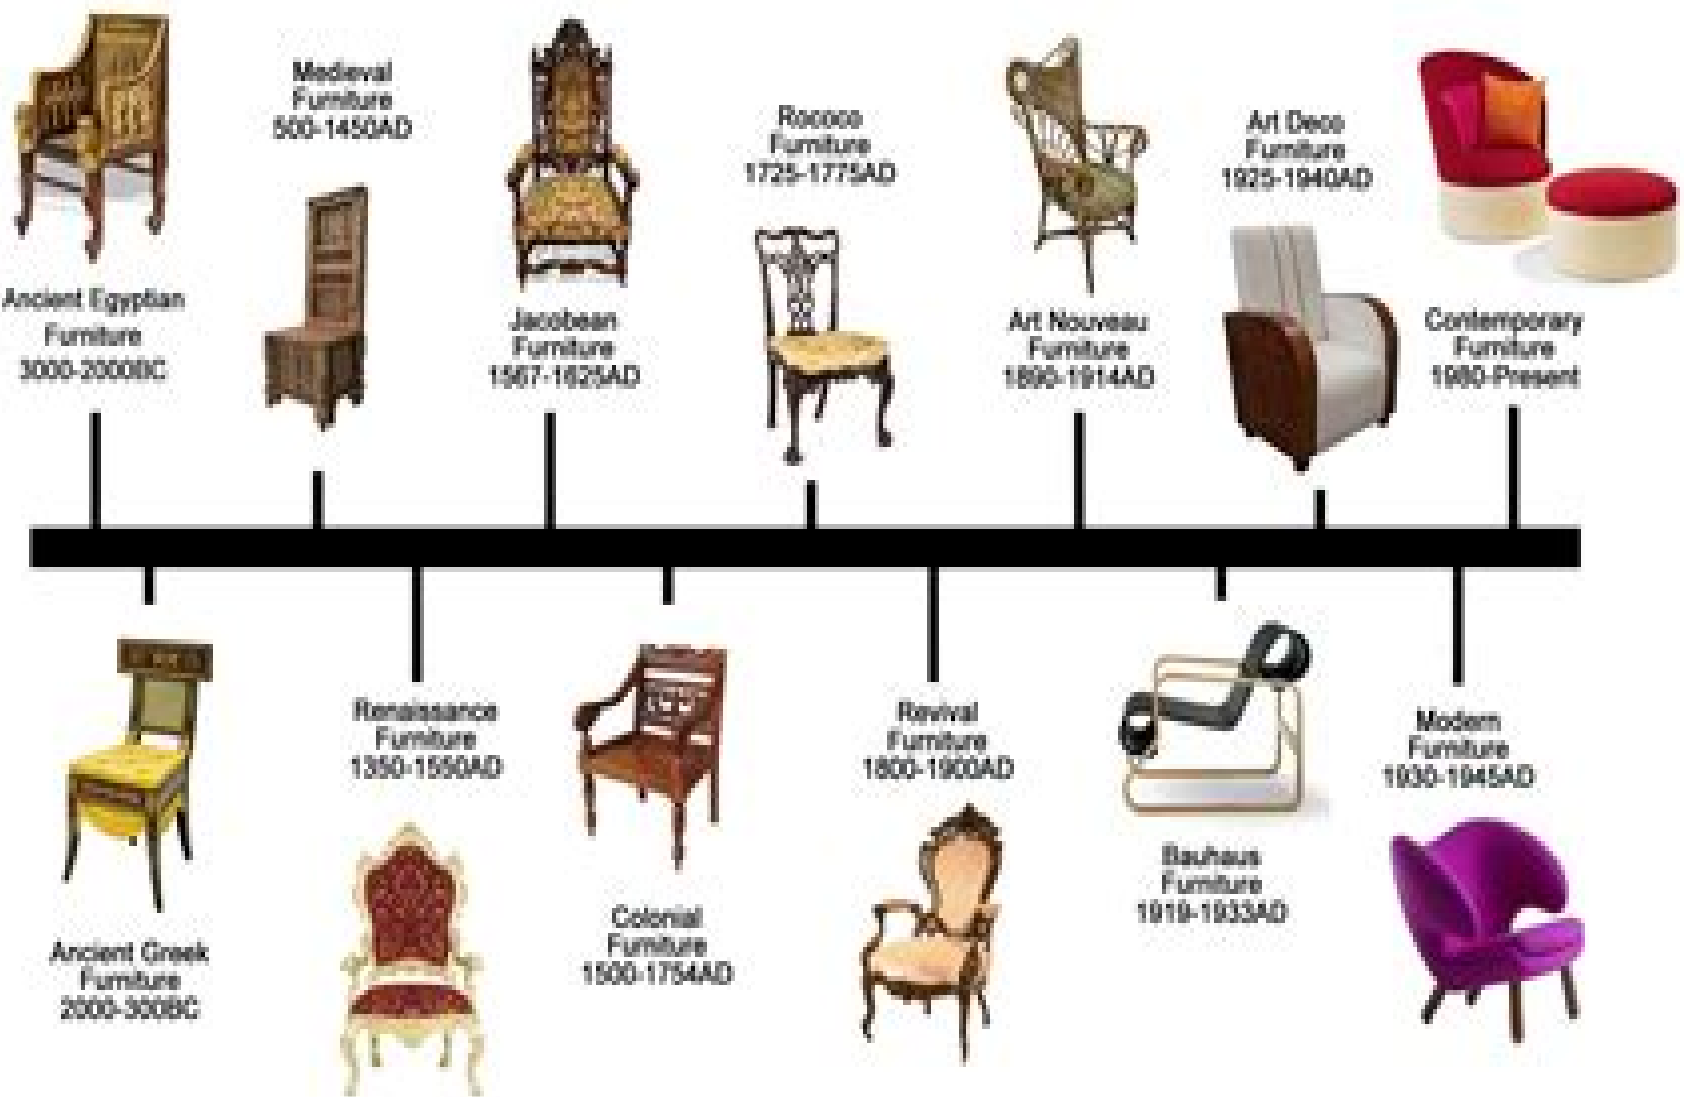 Ancient Egyptian
Furniture
3000-2000BC
Medieval
Furniture
500-1450AD
Jacobean
Furniture
1567-1625AD
Rococo
Furniture
1725-1775AD
Art Nouveau
Furniture
1890-1914AD
Art Deco
Furniture
1925-1940AD
Contemporary
Furniture
1980-Present
Ancient Greek
Furniture
2000-300BC
Renaissance
Furniture
1350-1550AD
Colonial
Furniture
1500-1754AD
Revival
Furniture
1800-1900AD
Bauhaus
Furniture
1919-1933AD
Modern
Furniture
1930-1945AD